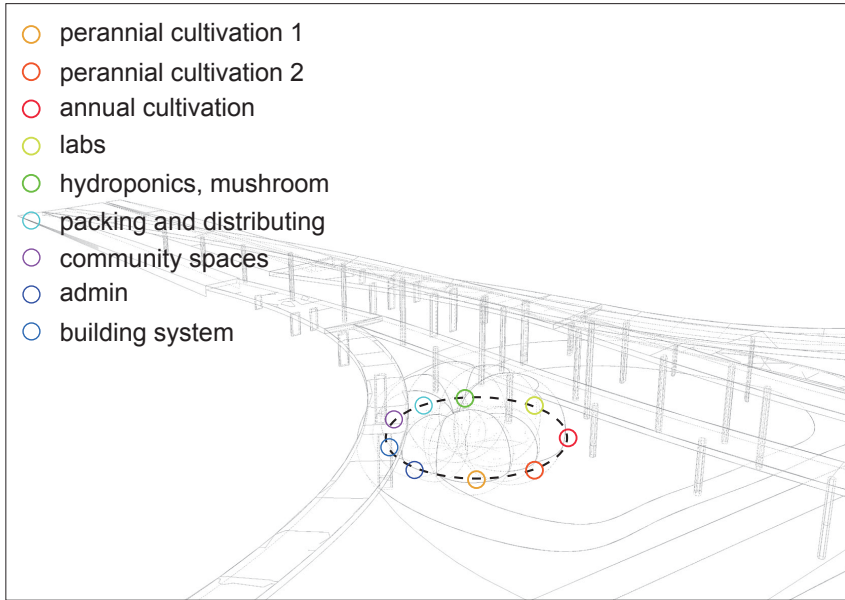 perannial cultivation 1
perannial cultivation 2
annual cultivation
labs
hydroponics, mushroom
packing and distributing
community spaces
admin
building system